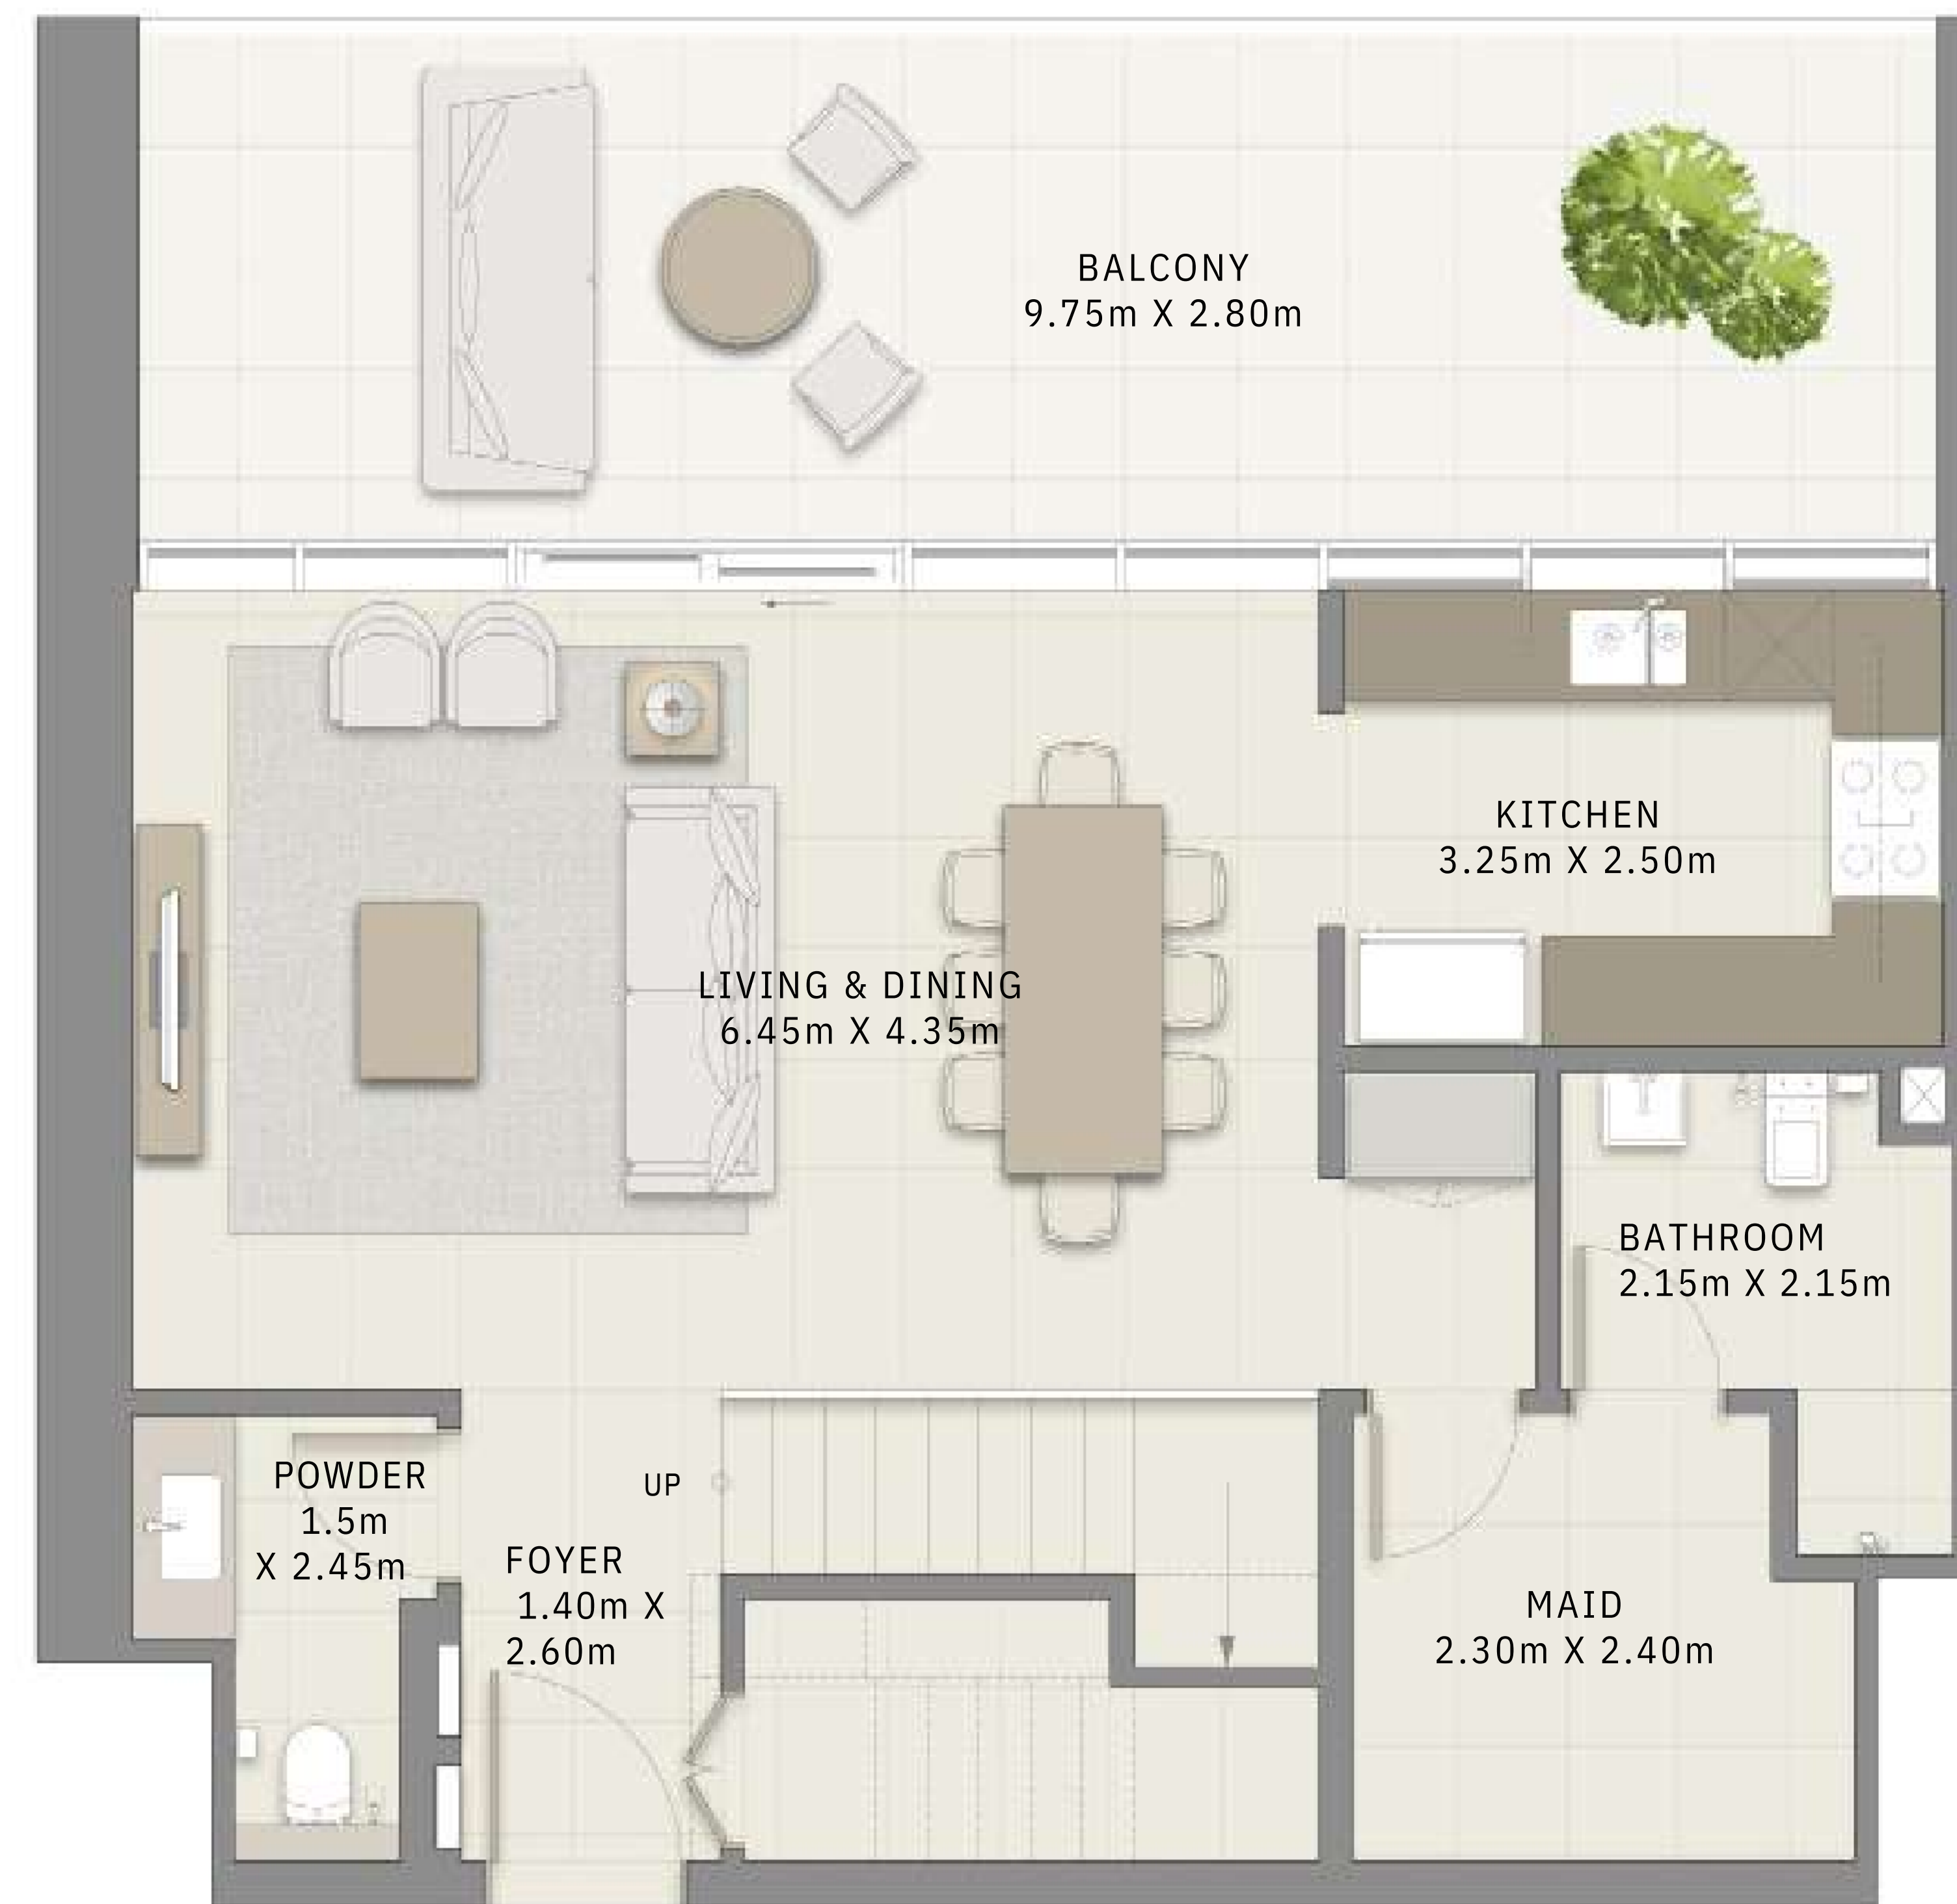 BALCONY
9.75m X 2.80m
KITCHEN
3.25m X 2.50m
LIVING & DINING
6.45m X 4.35m
BATHROOM
2.15m X 2.15m
POWDER
1.5m
X 2.45m
UP
FOYER
1.40m X
2.60m
MAID
2.30m X 2.40m